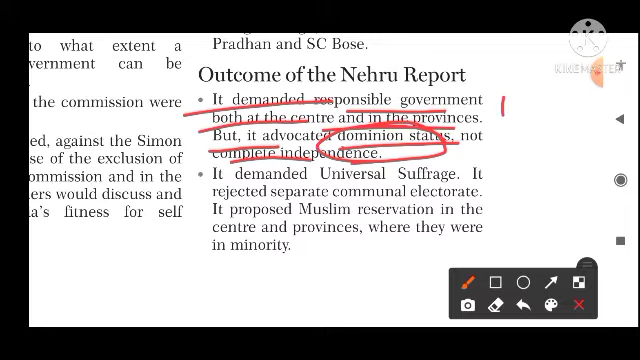 to what extent a
vernment can be
the commission were
ed, against the Simon
se of the exclusion of
ommission and in the
ners would discuss and
a's fitness for self
Pradhan and SC Bose.
Outcome of the Nehru Report
• It demanded responsible government
both at the centre and in the provinces.
But, it advocated dominion status, not
complete independence.
• It demanded Universal Suffrage. It
rejected separate communal electorate.
It proposed Muslim reservation in the
centre and provinces, where they were
in minority.
Made with
KINEMASTER